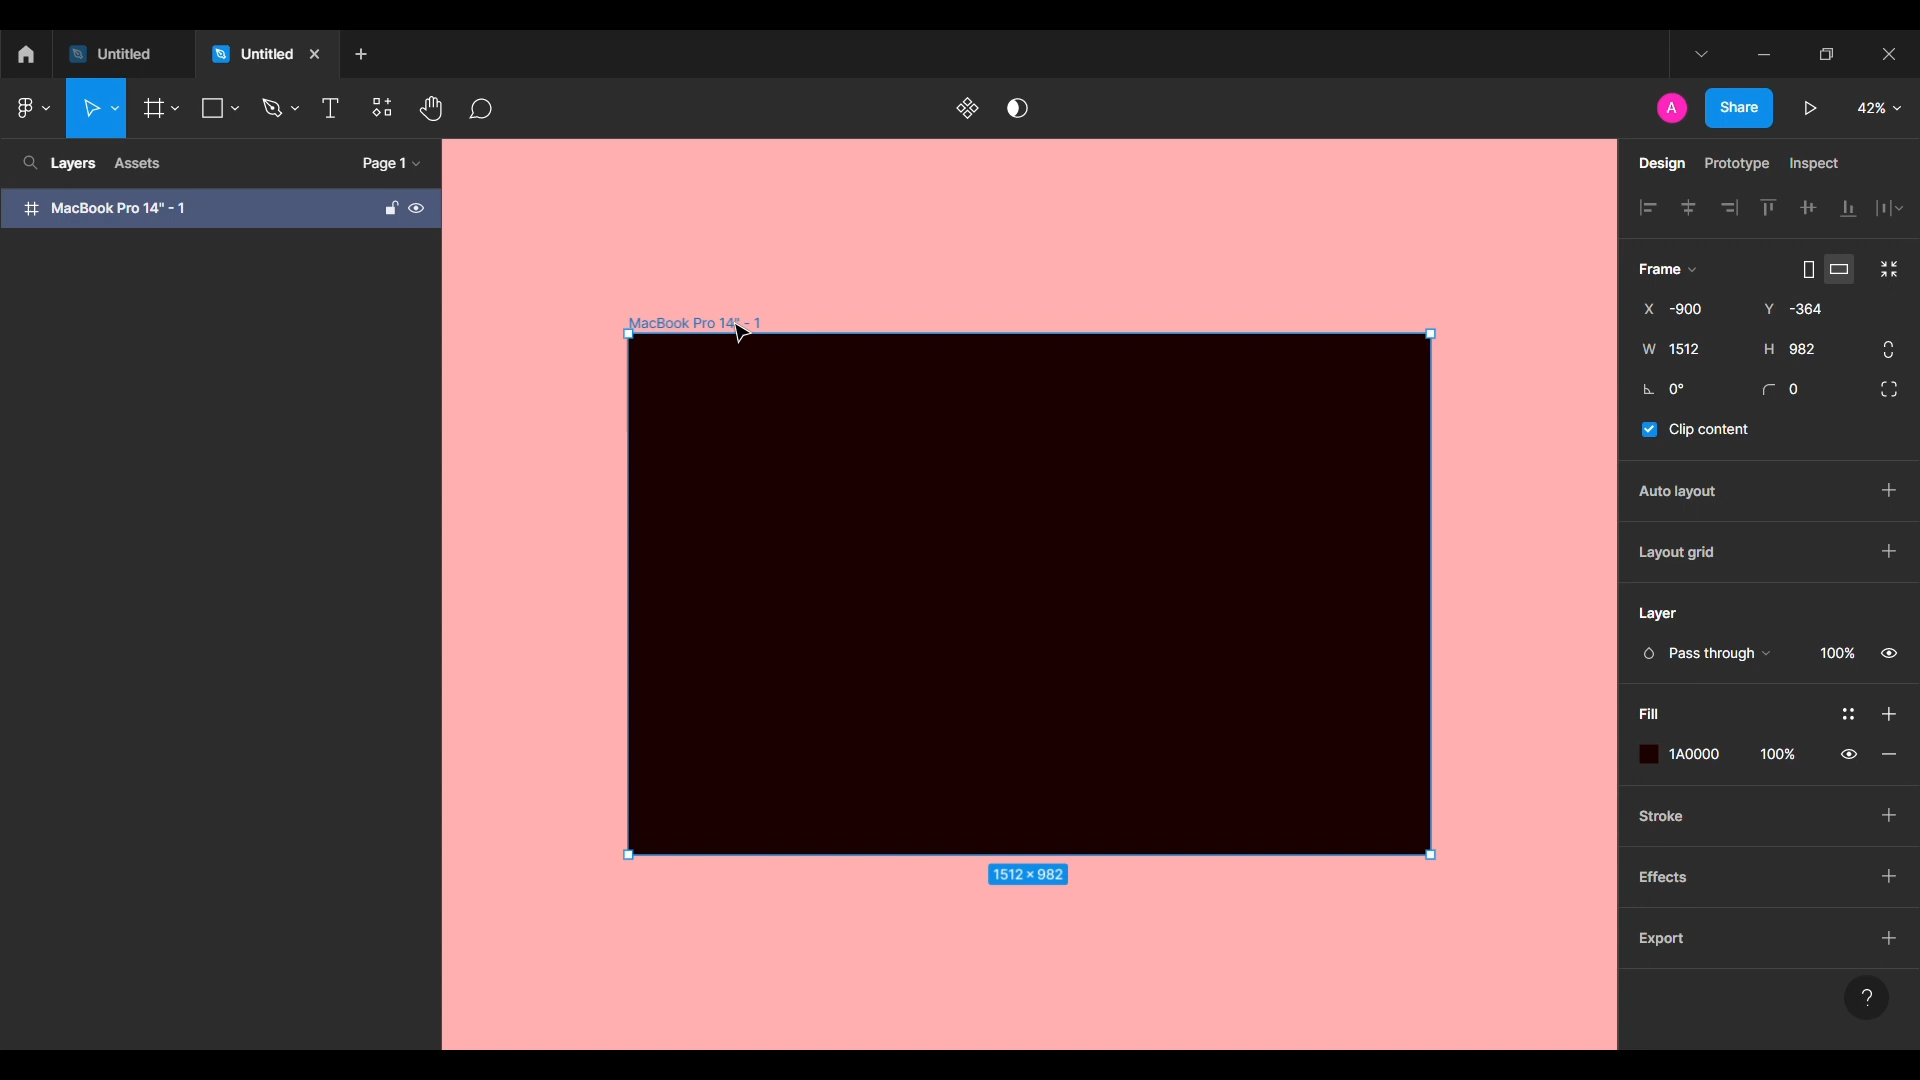 Untitled
Untitled
A
Share
42%
Layers
Assets
Page 1
Design
Prototype
Inspect
MacBook Pro 14" - 1
Frame
X -900
Y -364
MacBook Pro 14" - 1
W 1512
H 982
0°
0
Clip content
Auto layout
Layout grid
Layer
Pass through
100%
Fill
1A0000
100%
Stroke
1512 × 982
Effects
Export
?